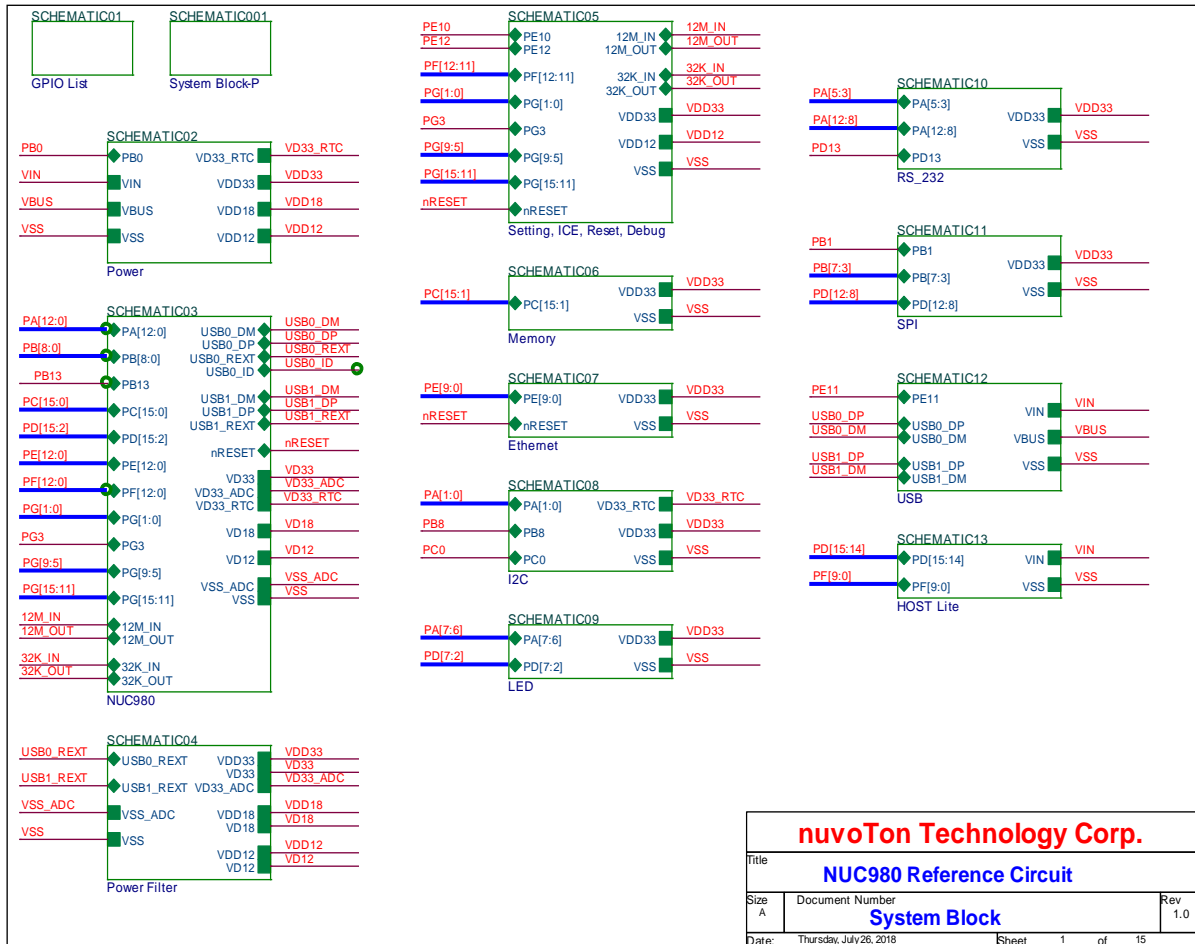 SCHEMATIC01
GPIO List
SCHEMATIC001
System Block-P
SCHEMATIC02
PB0 PB0 VD33_RTC VD33_RTC
VIN VIN VDD33 VDD33
VBUS VBUS VDD18 VDD18
VSS VSS VDD12 VDD12
Power
SCHEMATIC03
PA[12:0] PA[12:0] USB0_DM USB0_DM
USB0_DP USB0_DP
PB[8:0] PB[8:0] USB0_REXT USB0_REXT
USB0_ID USB0_ID
PB13 PB13
USB1_DM USB1_DM
PC[15:0] PC[15:0] USB1_DP USB1_DP
USB1_REXT USB1_REXT
PD[15:2] PD[15:2]
nRESET nRESET
PE[12:0] PE[12:0]
VD33 VD33
PF[12:0] PF[12:0] VD33_ADC VD33_ADC
VD33_RTC VD33_RTC
PG[1:0] PG[1:0]
VD18 VD18
PG3 PG3
VD12 VD12
PG[9:5] PG[9:5]
VSS_ADC VSS_ADC
PG[15:11] PG[15:11] VSS VSS
12M_IN 12M_IN
12M_OUT 12M_OUT
32K_IN 32K_IN
32K_OUT 32K_OUT
NUC980
SCHEMATIC04
USB0_REXT USB0_REXT VDD33 VDD33
VD33 VD33
USB1_REXT USB1_REXT VD33_ADC VD33_ADC
VSS_ADC VSS_ADC VDD18 VDD18
VD18 VD18
VSS VSS
VDD12 VDD12
VD12 VD12
Power Filter
SCHEMATIC05
PE10 PE10 12M_IN 12M_IN
PE12 PE12 12M_OUT 12M_OUT
PF[12:11] PF[12:11] 32K_IN 32K_IN
32K_OUT 32K_OUT
PG[1:0] PG[1:0]
VDD33 VDD33
PG3 PG3
VDD12 VDD12
PG[9:5] PG[9:5]
VSS VSS
PG[15:11] PG[15:11]
nRESET nRESET
Setting, ICE, Reset, Debug
SCHEMATIC06
VDD33 VDD33
PC[15:1] PC[15:1]
VSS VSS
Memory
SCHEMATIC07
PE[9:0] PE[9:0] VDD33 VDD33
nRESET nRESET VSS VSS
Ethernet
SCHEMATIC08
PA[1:0] PA[1:0] VD33_RTC VD33_RTC
PB8 PB8 VDD33 VDD33
PC0 PC0 VSS VSS
I2C
SCHEMATIC09
PA[7:6] PA[7:6] VDD33 VDD33
PD[7:2] PD[7:2] VSS VSS
LED
SCHEMATIC10
PA[5:3] PA[5:3]
VDD33 VDD33
PA[12:8] PA[12:8]
VSS VSS
PD13 PD13
RS_232
SCHEMATIC11
PB1 PB1
VDD33 VDD33
PB[7:3] PB[7:3]
VSS VSS
PD[12:8] PD[12:8]
SPI
SCHEMATIC12
PE11 PE11
VIN VIN
USB0_DP USB0_DP
USB0_DM USB0_DM VBUS VBUS
USB1_DP USB1_DP VSS VSS
USB1_DM USB1_DM
USB
SCHEMATIC13
PD[15:14] PD[15:14] VIN VIN
PF[9:0] PF[9:0] VSS VSS
HOST Lite
nuvoTon Technology Corp.
Title
NUC980 Reference Circuit
Size Document Number Rev
A System Block 1.0
Date: Thursday, July 26, 2018 Sheet 1 of 15